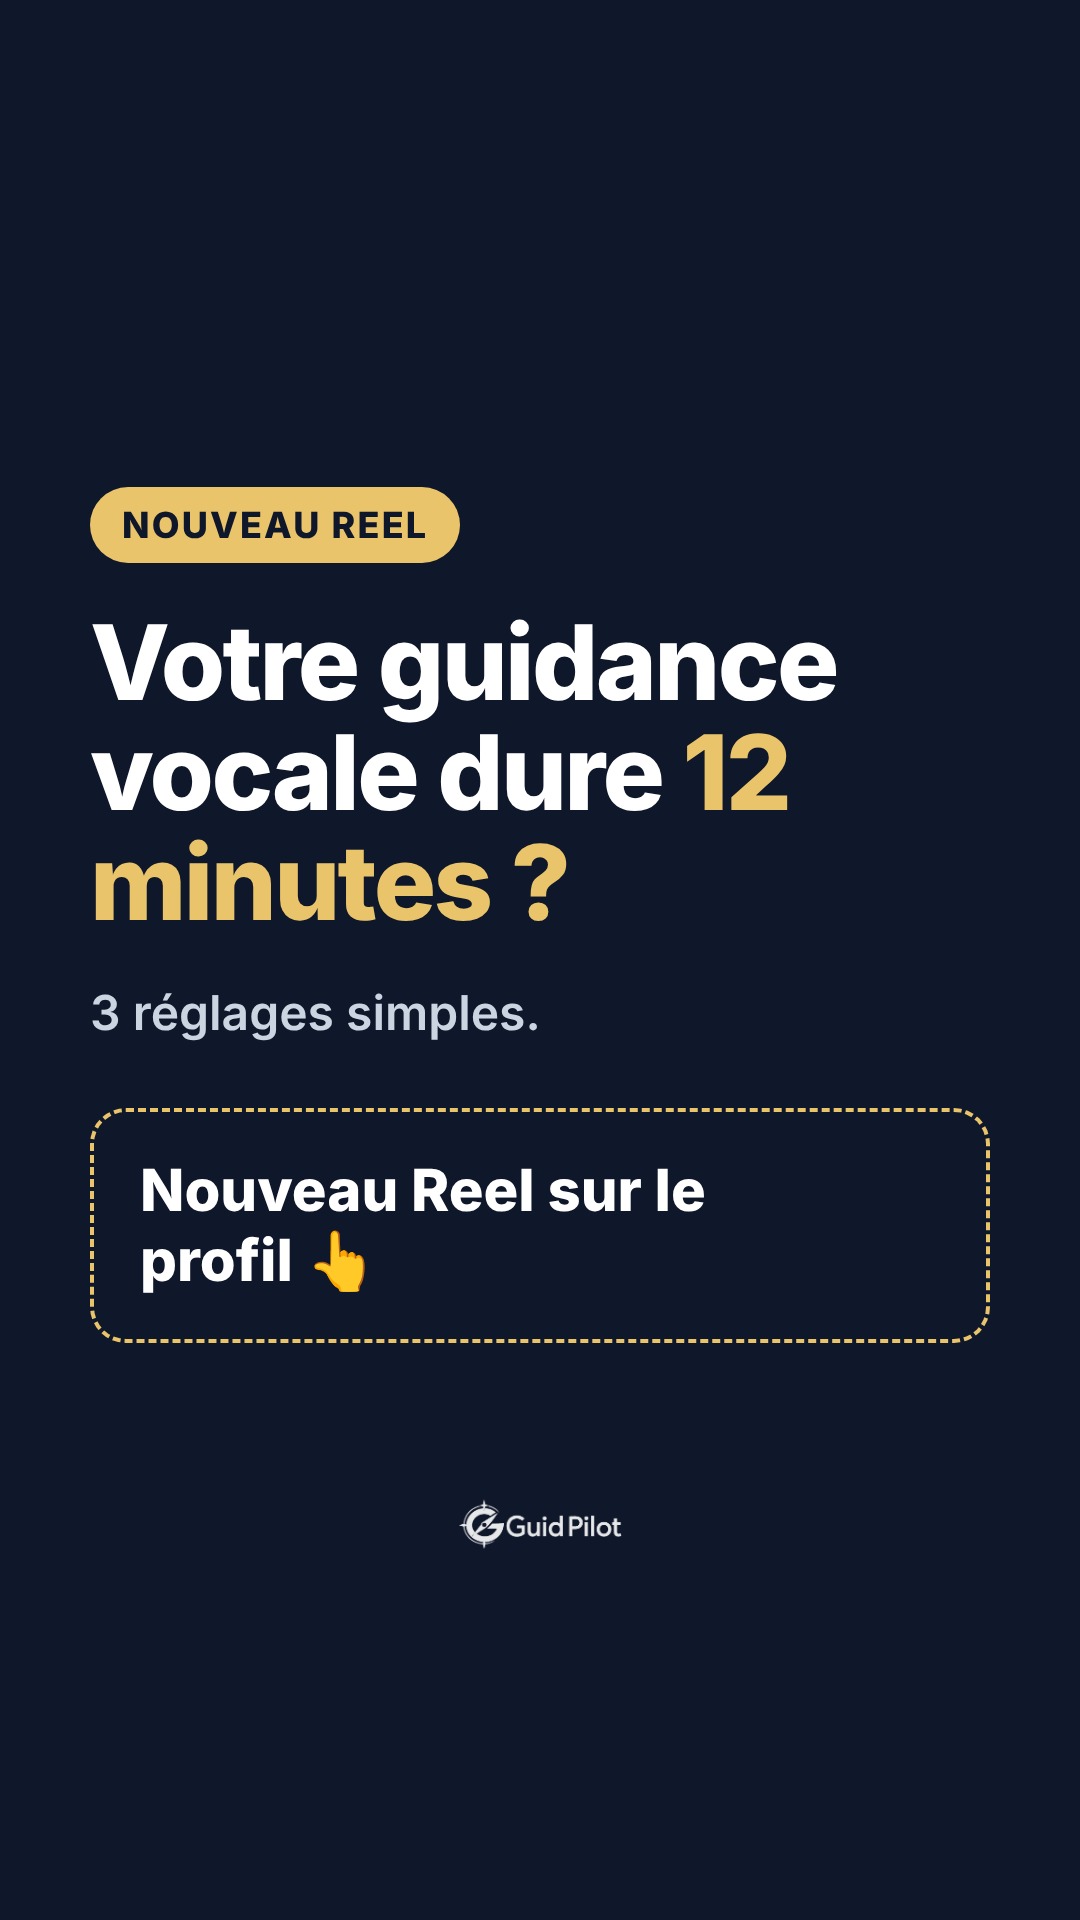 NOUVEAU REEL
Votre guidance
vocale dure 12
minutes ?
3 réglages simples.
Nouveau Reel sur le
profil 👆
GuidPilot